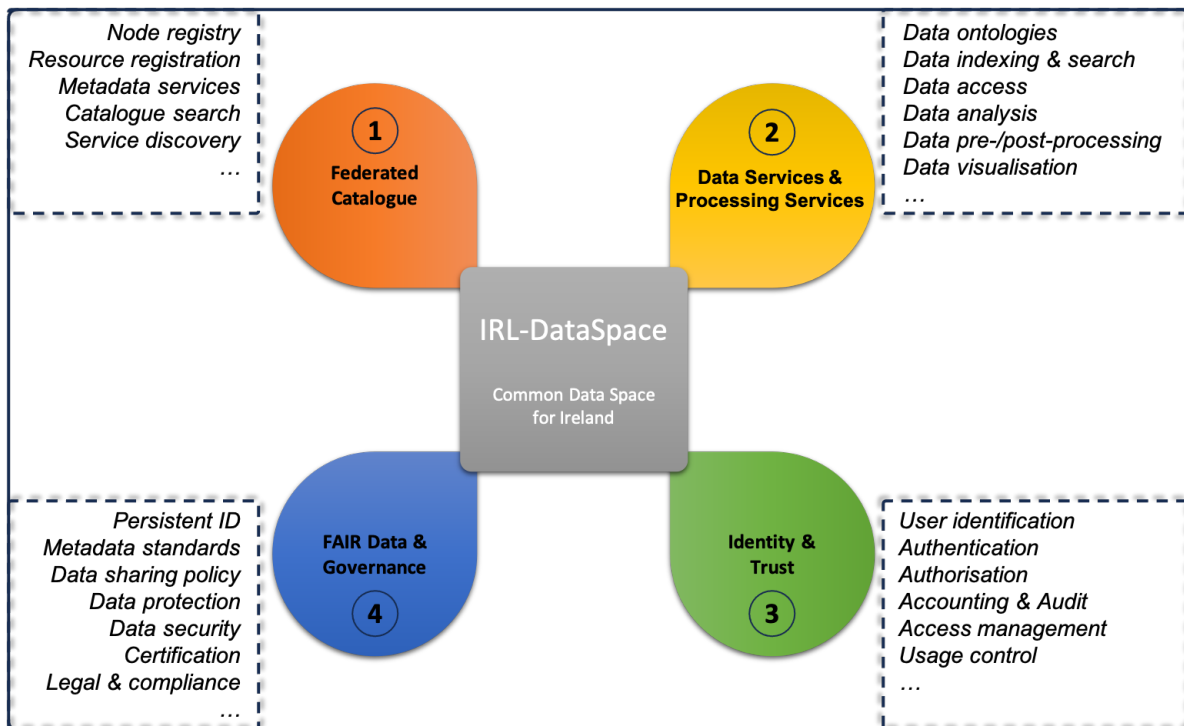 Node registry
Resource registration
Metadata services
Catalogue search
Service discovery
…
1
Federated
Catalogue
2
Data Services &
Processing Services
Data ontologies
Data indexing & search
Data access
Data analysis
Data pre-/post-processing
Data visualisation
…
IRL-DataSpace
Common Data Space
for Ireland
Persistent ID
Metadata standards
Data sharing policy
Data protection
Data security
Certification
Legal & compliance
…
FAIR Data &
Governance
4
Identity &
Trust
3
User identification
Authentication
Authorisation
Accounting & Audit
Access management
Usage control
…